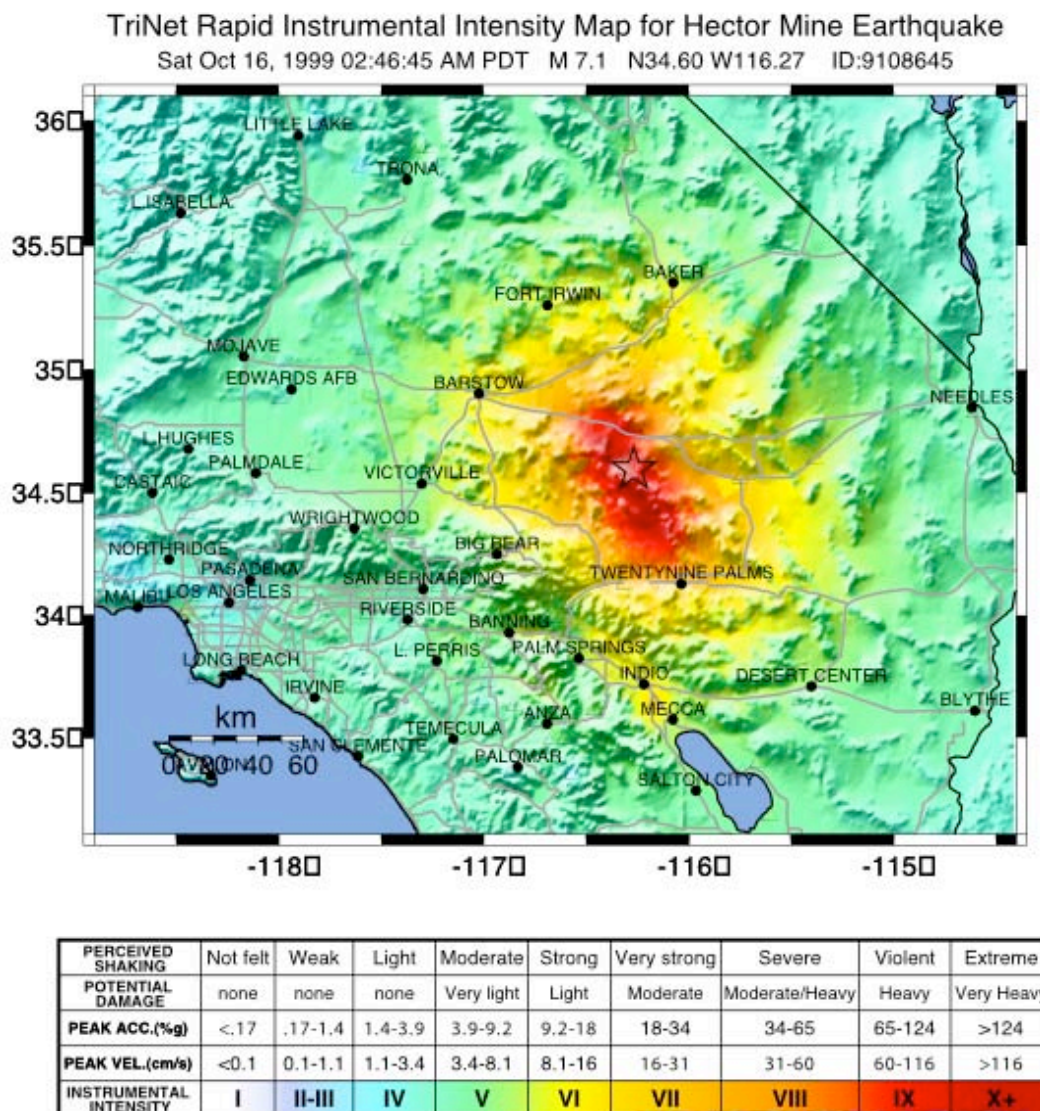 TriNet Rapid Instrumental Intensity Map for Hector Mine Earthquake
Sat Oct 16, 1999 02:46:45 AM PDT M 7.1 N34.60 W116.27 ID:9108645
36
LITTLE LAKE
TRONA
L.ISABELLA
35.5
BAKER
FORT IRWIN
MOJAVE
35
EDWARDS AFB
BARSTOW
NEEDLES
L.HUGHES
PALMDALE
VICTORVILLE
CASTAIC
34.5
WRIGHTWOOD
NORTHRIDGE
BIG BEAR
PASADENA
SAN BERNARDINO
TWENTYNINE PALMS
MALIBU
LOS ANGELES
34
RIVERSIDE
BANNING
L. PERRIS
PALM SPRINGS
LONG BEACH
INDIO
DESERT CENTER
IRVINE
BLYTHE
km
ANZA
MECCA
33.5
TEMECULA
SAN CLEMENTE
PALOMAR
0 20 40 60
AVALON
SALTON CITY
-118 -117 -116 -115
PERCEIVED SHAKING Not felt Weak Light Moderate Strong Very strong Severe Violent Extreme
POTENTIAL DAMAGE none none none Very light Light Moderate Moderate/Heavy Heavy Very Heavy
PEAK ACC.(%g) <.17 .17-1.4 1.4-3.9 3.9-9.2 9.2-18 18-34 34-65 65-124 >124
PEAK VEL.(cm/s) <0.1 0.1-1.1 1.1-3.4 3.4-8.1 8.1-16 16-31 31-60 60-116 >116
INSTRUMENTAL INTENSITY I II-III IV V VI VII VIII IX X+